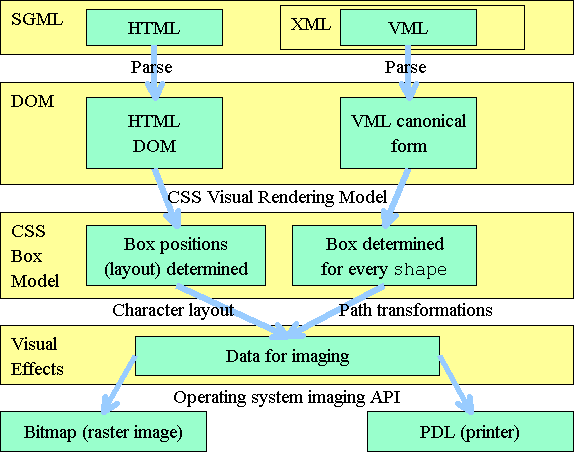 SGML
HTML
XML
VML
Parse
Parse
DOM
HTML
DOM
VML canonical
form
CSS Visual Rendering Model
CSS
Box
Model
Box positions
(layout) determined
Box determined
for every shape
Character layout
Path transformations
Visual
Effects
Data for imaging
Operating system imaging API
Bitmap (raster image)
PDL (printer)